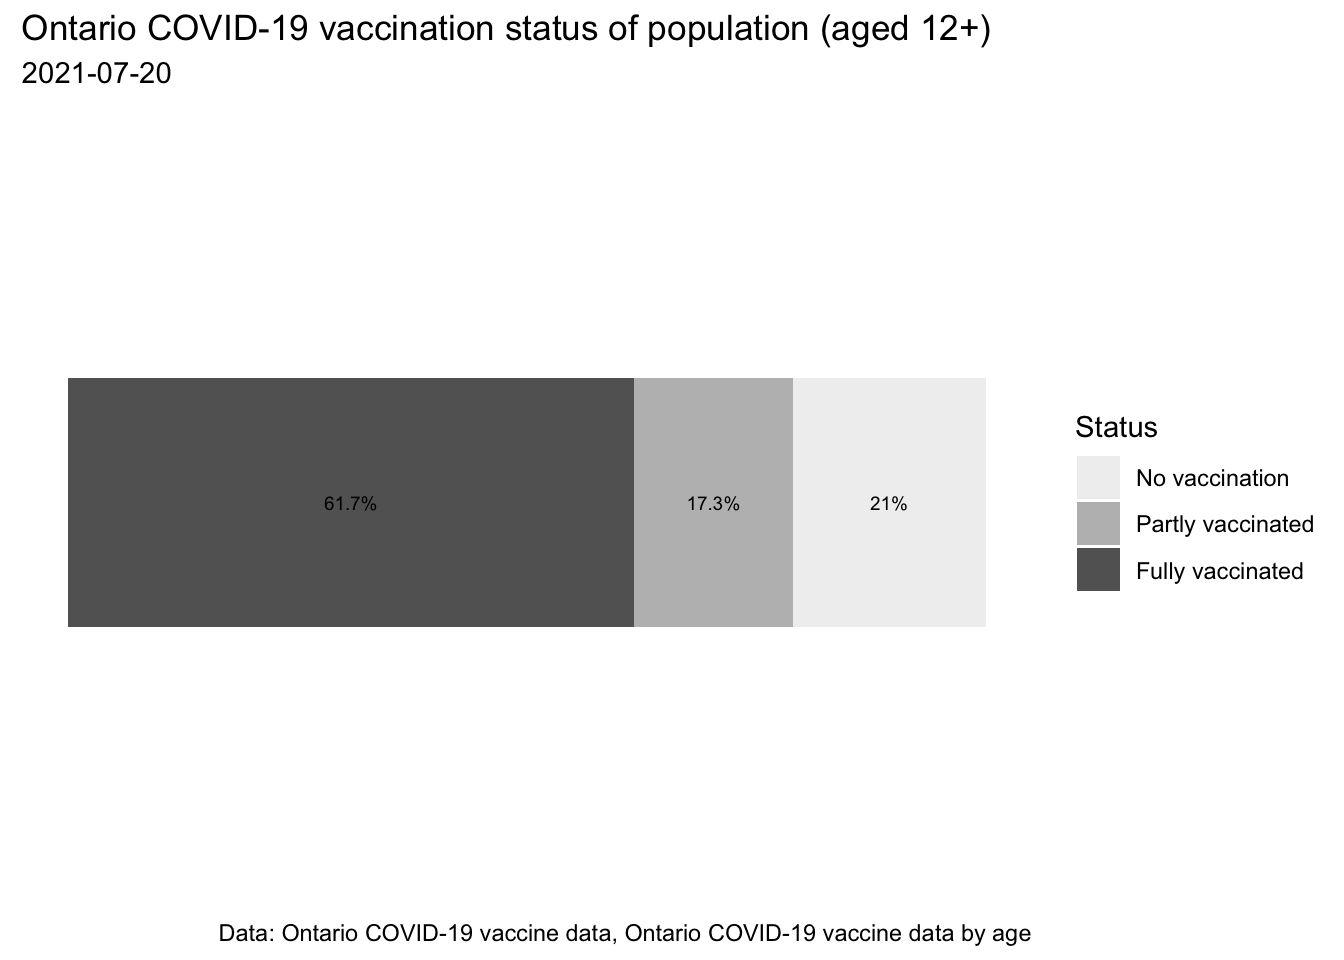 Ontario COVID-19 vaccination status of population (aged 12+)
2021-07-20
61.7%
17.3%
21%
Status
No vaccination
Partly vaccinated
Fully vaccinated
Data: Ontario COVID-19 vaccine data, Ontario COVID-19 vaccine data by age